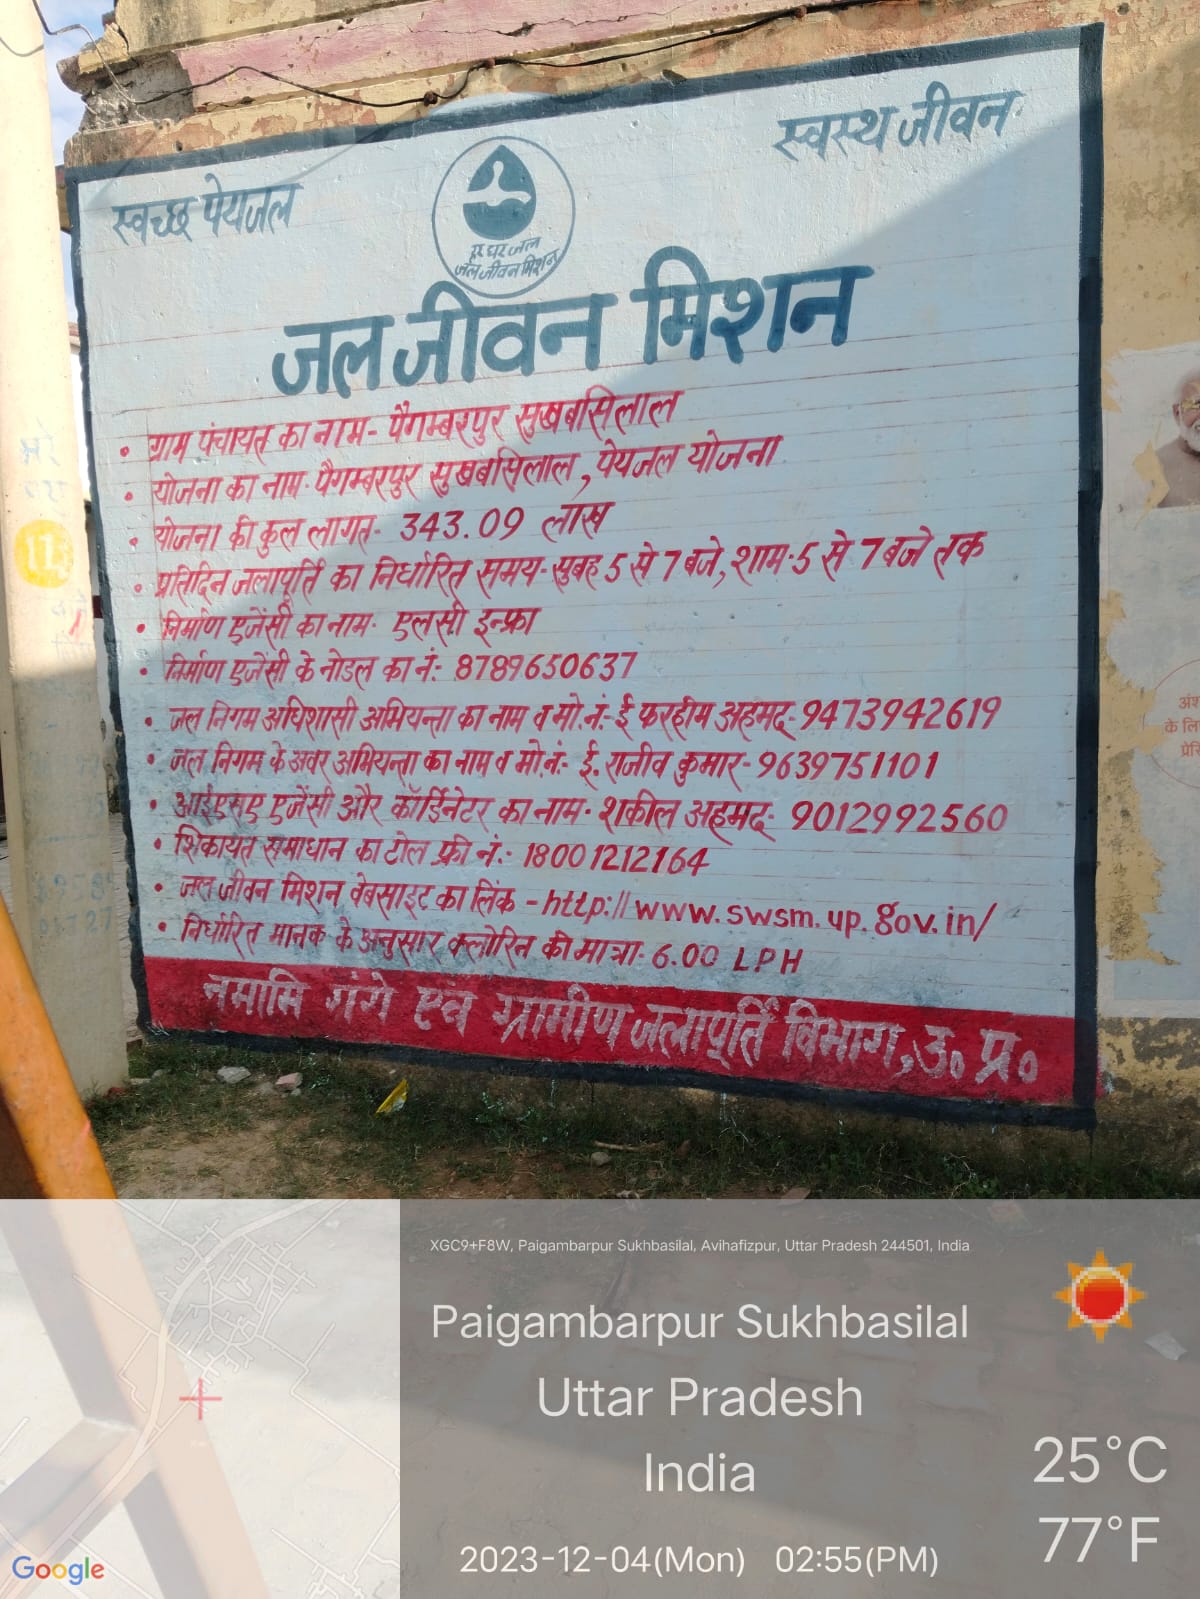 स्वच्छ पेयजल
स्वस्थ जीवन
हर घर जल
जल जीवन मिशन
जल जीवन मिशन
• ग्राम पंचायत का नाम- पैगम्बरपुर सुखबसिलाल
• योजना का नाम- पैगम्बरपुर सुखबसिलाल, पेयजल योजना
• योजना की कुल लागत- 343.09 लाख
• प्रतिदिन जलापूर्ति का निर्धारित समय- सुबह 5 से 7 बजे, शाम- 5 से 7 बजे तक
• निर्माण एजेंसी का नाम- एलसी इन्फ्रा
• निर्माण एजेंसी के नोडल का नं:- 8789650637
• जल निगम अधिशासी अभियन्ता का नाम व मो.नं:- ई फरहीम अहमद- 9473942619
• जल निगम के अवर अभियन्ता का नाम व मो.नं:- ई. राजीव कुमार- 9639751101
• आईएसए एजेंसी और कॉर्डिनेटर का नाम- शकील अहमद- 9012992560
• शिकायत समाधान का टोल फ्री नं.- 18001212164
• जल जीवन मिशन वेबसाइट का लिंक - http://www.swsm.up.gov.in/
• निर्धारित मानक के अनुसार क्लोरिन की मात्रा- 6.00 LPH
नमामि गंगे एवं ग्रामीण जलापूर्ति विभाग, उ० प्र०
11
XGC9+F8W, Paigambarpur Sukhbasilal, Avihafizpur, Uttar Pradesh 244501, India
Paigambarpur Sukhbasilal
Uttar Pradesh
India
25°C
77°F
2023-12-04(Mon) 02:55(PM)
Google